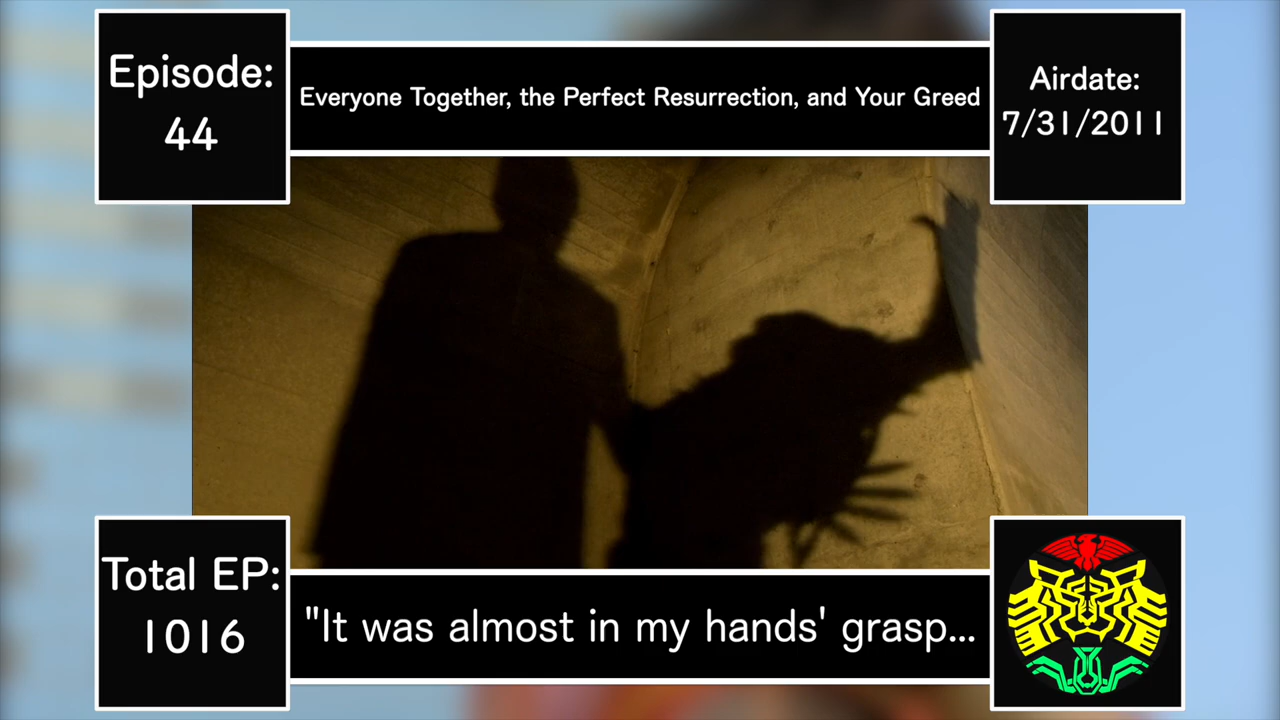 Episode:
44
Everyone Together, the Perfect Resurrection, and Your Greed
Airdate:
7/31/2011
Total EP:
1016
"It was almost in my hands' grasp...